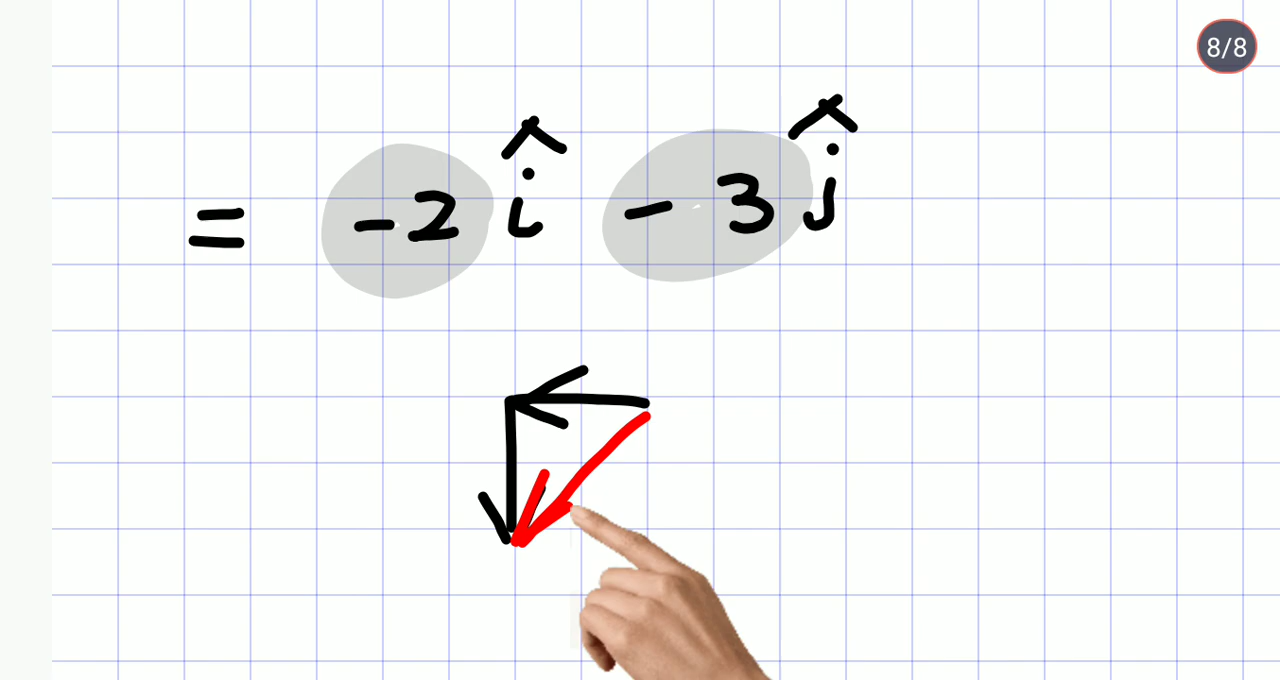 8/8
= -2 î - 3 ĵ